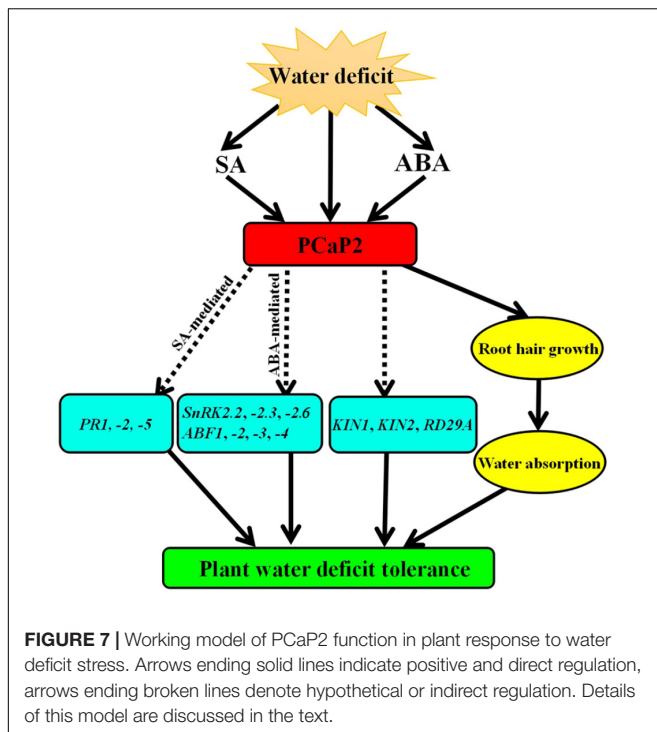 Water deficit
SA
ABA
PCaP2
SA-mediated
ABA-mediated
Root hair growth
PR1, -2, -5
SnRK2.2, -2.3, -2.6
ABF1, -2, -3, -4
KIN1, KIN2, RD29A
Water absorption
Plant water deficit tolerance
FIGURE 7 | Working model of PCaP2 function in plant response to water
deficit stress. Arrows ending solid lines indicate positive and direct regulation,
arrows ending broken lines denote hypothetical or indirect regulation. Details
of this model are discussed in the text.